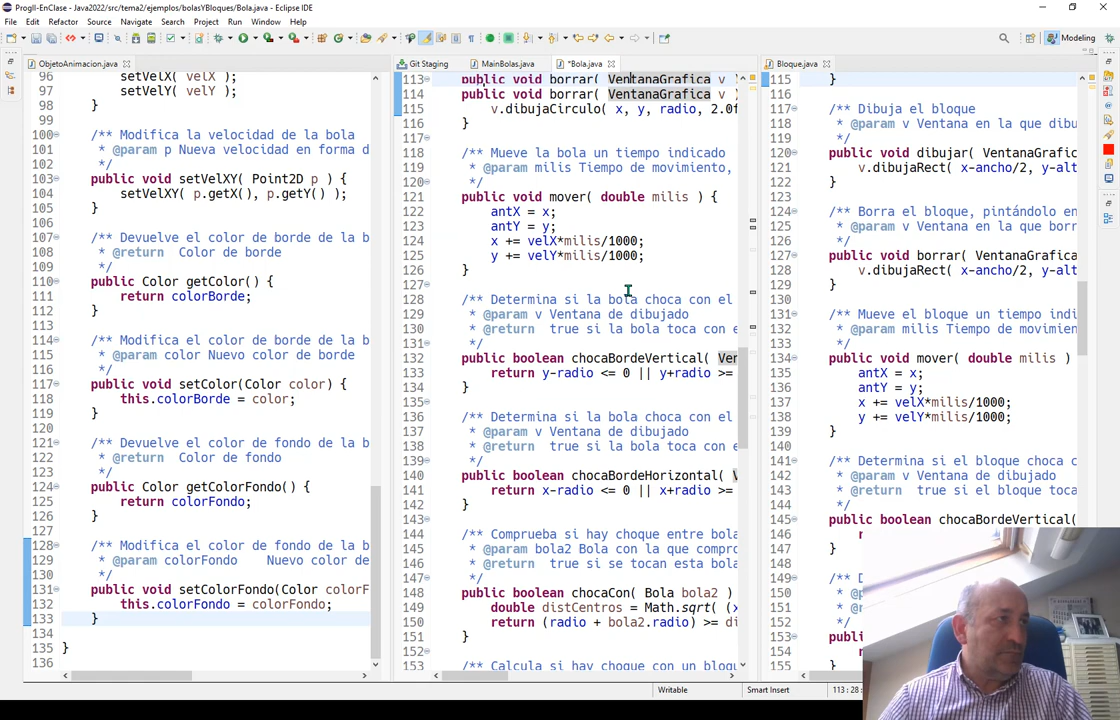 ProgII-EnClase - Java2022/src/tema2/ejemplos/bolasYBloques/Bola.java - Eclipse IDE
File Edit Refactor Source Navigate Search Project Run Window Help
Modeling
ObjetoAnimacion.java
96 setVelX( velX );
97 setVelY( velY );
98 }
99
100 /** Modifica la velocidad de la bola
101 * @param p Nueva velocidad en forma d
102 */
103 public void setVelXY( Point2D p ) {
104 setVelXY( p.getX(), p.getY() );
105 }
106
107 /** Devuelve el color de borde de la b
108 * @return Color de borde
109 */
110 public Color getColor() {
111 return colorBorde;
112 }
113
114 /** Modifica el color de borde de la b
115 * @param color Nuevo color de borde
116 */
117 public void setColor(Color color) {
118 this.colorBorde = color;
119 }
120
121 /** Devuelve el color de fondo de la b
122 * @return Color de fondo
123 */
124 public Color getColorFondo() {
125 return colorFondo;
126 }
127
128 /** Modifica el color de fondo de la b
129 * @param colorFondo Nuevo color de
130 */
131 public void setColorFondo(Color colorF
132 this.colorFondo = colorFondo;
133 }
134
135 }
136
Git Staging MainBolas.java *Bola.java
113 public void borrar( VentanaGrafica v )
114 public void borrar( VentanaGrafica v )
115 v.dibujaCirculo( x, y, radio, 2.0f
116 }
117
118 /** Mueve la bola un tiempo indicado
119 * @param milis Tiempo de movimiento,
120 */
121 public void mover( double milis ) {
122 antX = x;
123 antY = y;
124 x += velX*milis/1000;
125 y += velY*milis/1000;
126 }
127
128 /** Determina si la bola choca con el
129 * @param v Ventana de dibujado
130 * @return true si la bola toca con e
131 */
132 public boolean chocaBordeVertical( Ven
133 return y-radio <= 0 || y+radio >=
134 }
135
136 /** Determina si la bola choca con el
137 * @param v Ventana de dibujado
138 * @return true si la bola toca con e
139 */
140 public boolean chocaBordeHorizontal( V
141 return x-radio <= 0 || x+radio >=
142 }
143
144 /** Comprueba si hay choque entre bola
145 * @param bola2 Bola con la que compro
146 * @return true si se tocan esta bola
147 */
148 public boolean chocaCon( Bola bola2 )
149 double distCentros = Math.sqrt( (x
150 return (radio + bola2.radio) >= di
151 }
152
153 /** Calcula si hay choque con un bloqu
Bloque.java
115 }
116
117 /** Dibuja el bloque
118 * @param v Ventana en la que dibu
119 */
120 public void dibujar( VentanaGrafic
121 v.dibujaRect( x-ancho/2, y-alt
122 }
123
124 /** Borra el bloque, pintándolo en
125 * @param v Ventana en la que borr
126 */
127 public void borrar( VentanaGrafica
128 v.dibujaRect( x-ancho/2, y-alt
129 }
130
131 /** Mueve el bloque un tiempo indi
132 * @param milis Tiempo de movimien
133 */
134 public void mover( double milis )
135 antX = x;
136 antY = y;
137 x += velX*milis/1000;
138 y += velY*milis/1000;
139 }
140
141 /** Determina si el bloque choca c
142 * @param v Ventana de dibujado
143 * @return true si el bloque toca
144 */
145 public boolean chocaBordeVertical(
146
147 }
148
149 /** D
150 * @p
151 * @r
152 */
153 publi
154
155 }
Writable Smart Insert 113 : 28